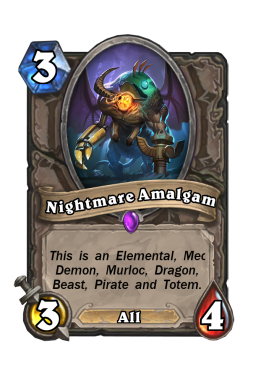 3
Nightmare Amalgam
This is an Elemental, Mec
Demon, Murloc, Dragon,
Beast, Pirate and Totem.
3 All 4